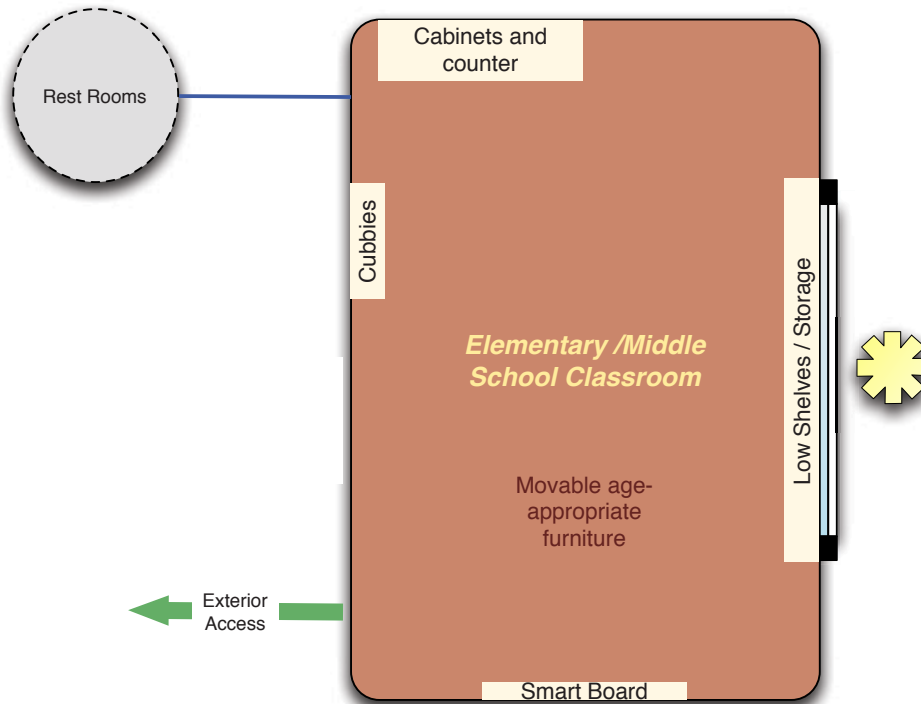 Cabinets and
counter
Rest Rooms
Cubbies
Low Shelves / Storage
Elementary /Middle
School Classroom
Movable age-
appropriate
furniture
Exterior
Access
Smart Board